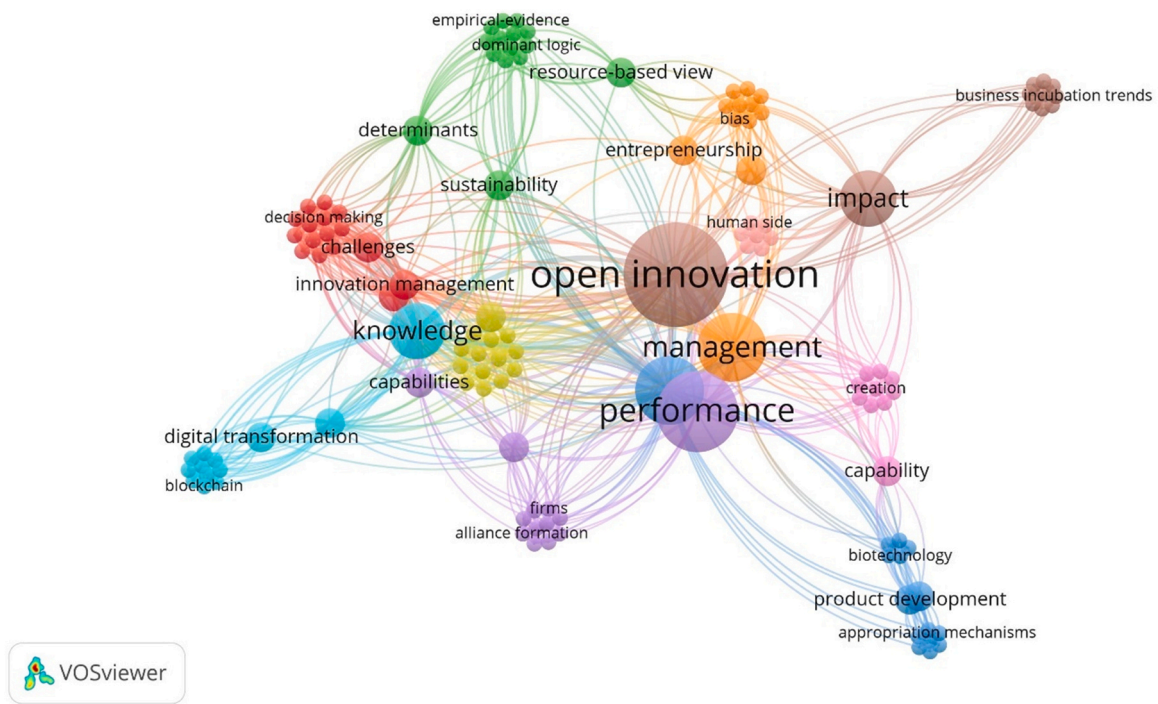 empirical-evidence
dominant logic
resource-based view
business incubation trends
bias
determinants
entrepreneurship
sustainability
impact
decision making
human side
challenges
open innovation
innovation management
knowledge
management
capabilities
creation
performance
digital transformation
capability
blockchain
firms
alliance formation
biotechnology
product development
appropriation mechanisms
VOSviewer